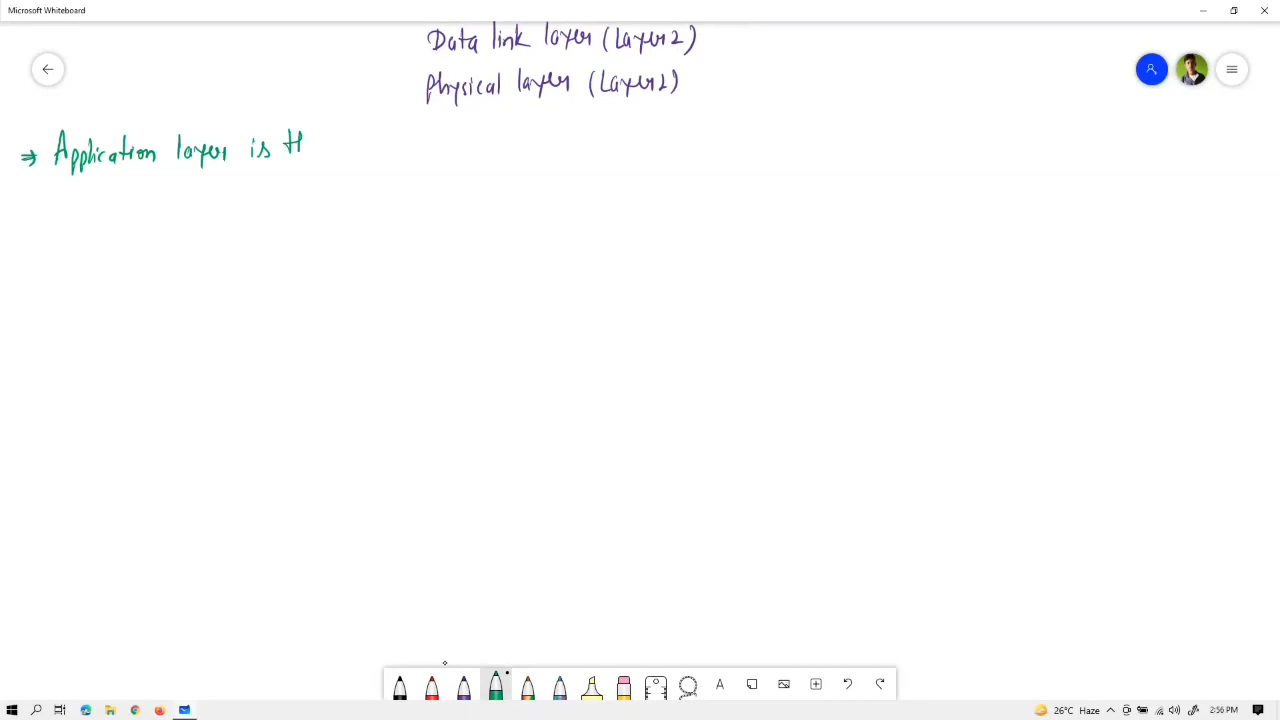 Microsoft Whiteboard
Data link layer (Layer 2)
Physical layer (Layer 1)
⇒ Application layer is th
A
26°C Haze
2:56 PM